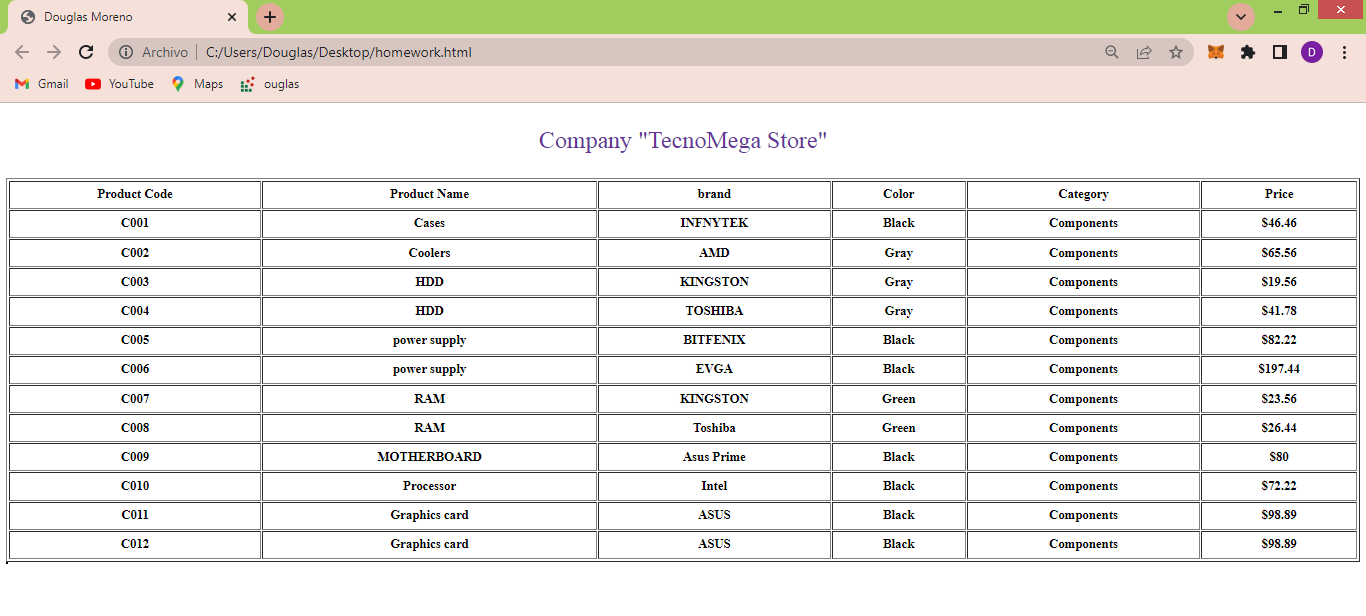 Douglas Moreno
Archivo C:/Users/Douglas/Desktop/homework.html
D
Gmail YouTube Maps ouglas
Company "TecnoMega Store"
Product Code Product Name brand Color Category Price
C001 Cases INFNYTEK Black Components $46.46
C002 Coolers AMD Gray Components $65.56
C003 HDD KINGSTON Gray Components $19.56
C004 HDD TOSHIBA Gray Components $41.78
C005 power supply BITFENIX Black Components $82.22
C006 power supply EVGA Black Components $197.44
C007 RAM KINGSTON Green Components $23.56
C008 RAM Toshiba Green Components $26.44
C009 MOTHERBOARD Asus Prime Black Components $80
C010 Processor Intel Black Components $72.22
C011 Graphics card ASUS Black Components $98.89
C012 Graphics card ASUS Black Components $98.89